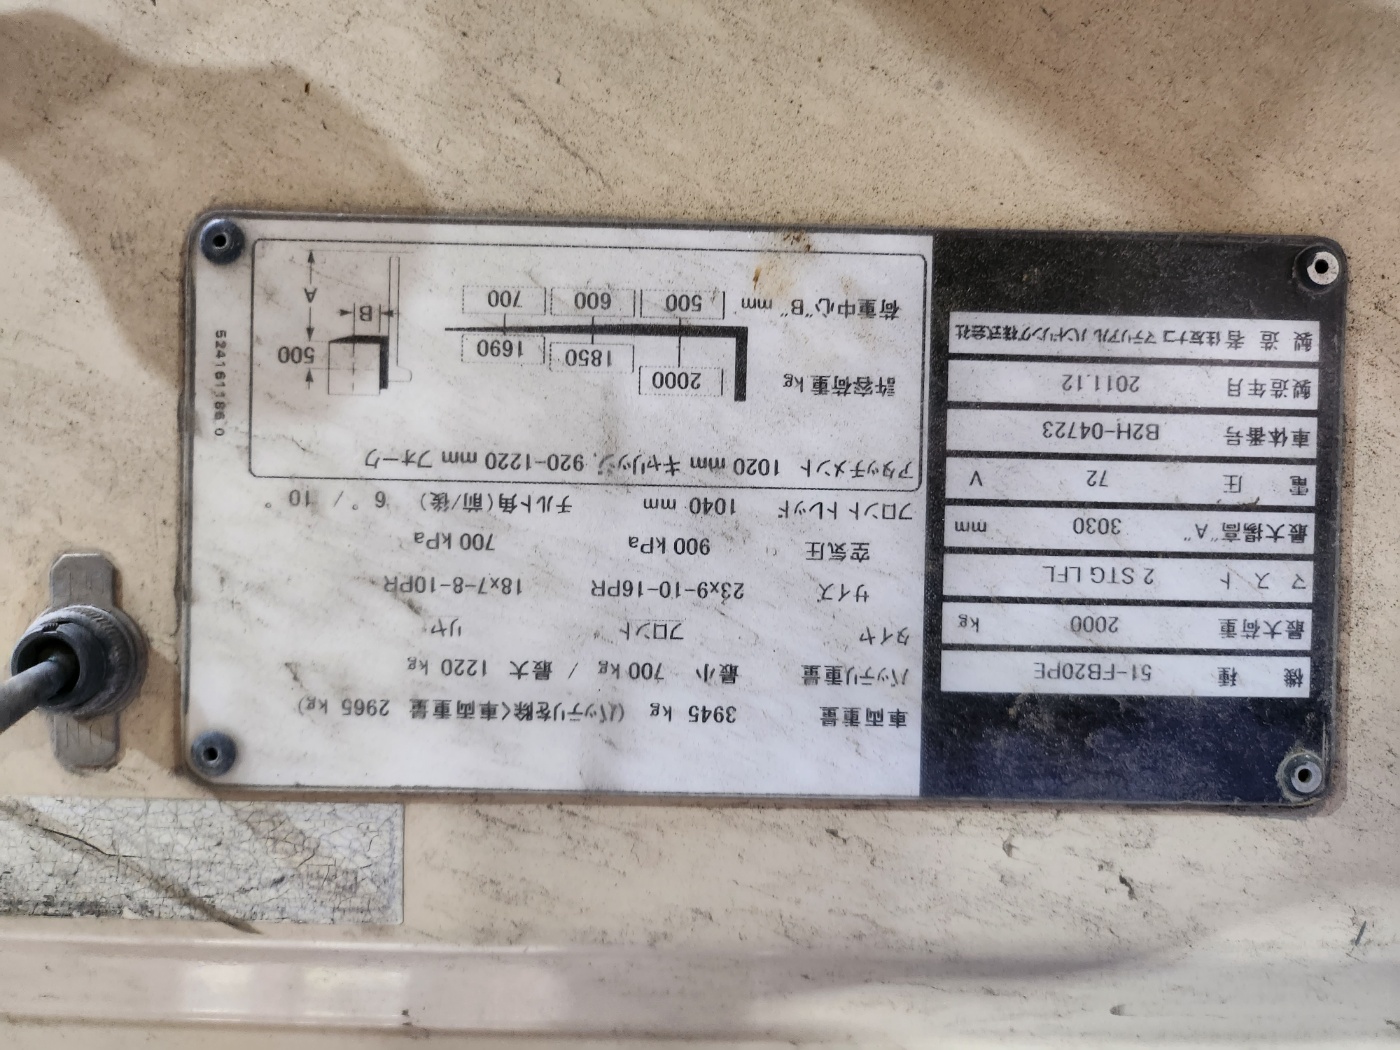 機種 51-FB20PE
最大荷重 2000 kg
マスト 2 STG LFL
最大揚高"A" 3030 mm
電圧 72 V
車体番号 B2H-04723
製造年月 2011.12
製造者 住友ナコ マテリアル ハンドリング株式会社
車両重量 3945 kg (バッテリを除く車両重量 2965 kg)
バッテリ重量 最小 700 kg / 最大 1220 kg
タイヤ フロント リヤ
サイズ 23x9-10-16PR 18x7-8-10PR
空気圧 900 kPa 700 kPa
フロントトレッド 1040 mm チルト角(前/後) 6° / 10°
アタッチメント 1020 mm キャリッジ, 920-1220 mm フォーク
許容荷重 kg 2000 1850 1690
荷重中心"B" mm 500 600 700
500
B
A
5241611186 0